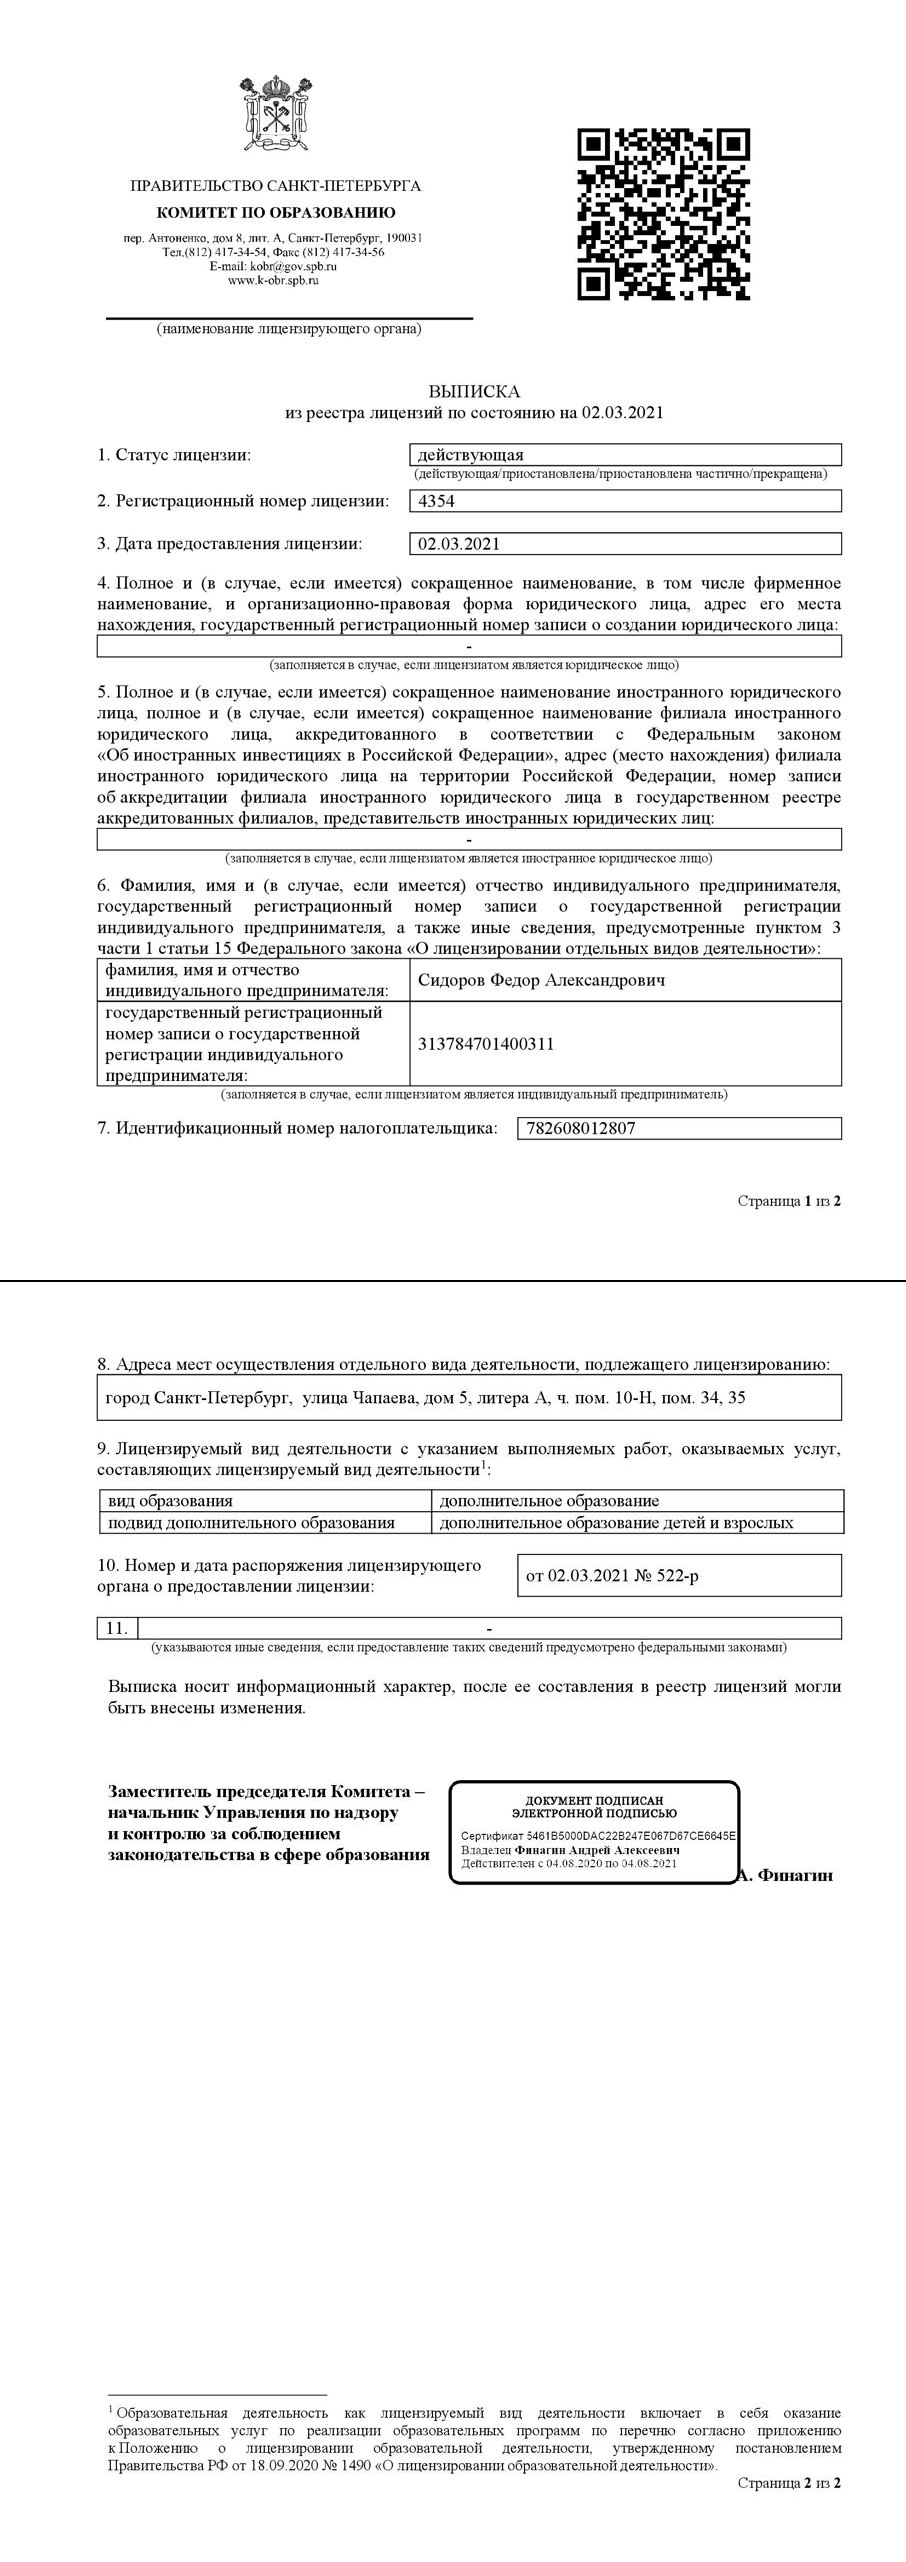 ПРАВИТЕЛЬСТВО САНКТ-ПЕТЕРБУРГА
КОМИТЕТ ПО ОБРАЗОВАНИЮ
пер. Антоненко, дом 8, лит. А, Санкт-Петербург, 190031
Тел.(812) 417-34-54, Факс (812) 417-34-56
E-mail: kobr@gov.spb.ru
www.k-obr.spb.ru
(наименование лицензирующего органа)
ВЫПИСКА
из реестра лицензий по состоянию на 02.03.2021
1. Статус лицензии:
действующая
(действующая/приостановлена/приостановлена частично/прекращена)
2. Регистрационный номер лицензии:
4354
3. Дата предоставления лицензии:
02.03.2021
4. Полное и (в случае, если имеется) сокращенное наименование, в том числе фирменное
наименование, и организационно-правовая форма юридического лица, адрес его места
нахождения, государственный регистрационный номер записи о создании юридического лица:
-
(заполняется в случае, если лицензиатом является юридическое лицо)
5. Полное и (в случае, если имеется) сокращенное наименование иностранного юридического
лица, полное и (в случае, если имеется) сокращенное наименование филиала иностранного
юридического лица, аккредитованного в соответствии с Федеральным законом
«Об иностранных инвестициях в Российской Федерации», адрес (место нахождения) филиала
иностранного юридического лица на территории Российской Федерации, номер записи
об аккредитации филиала иностранного юридического лица в государственном реестре
аккредитованных филиалов, представительств иностранных юридических лиц:
-
(заполняется в случае, если лицензиатом является иностранное юридическое лицо)
6. Фамилия, имя и (в случае, если имеется) отчество индивидуального предпринимателя,
государственный регистрационный номер записи о государственной регистрации
индивидуального предпринимателя, а также иные сведения, предусмотренные пунктом 3
части 1 статьи 15 Федерального закона «О лицензировании отдельных видов деятельности»:
фамилия, имя и отчество
индивидуального предпринимателя:
Сидоров Федор Александрович
государственный регистрационный
номер записи о государственной
регистрации индивидуального
предпринимателя:
313784701400311
(заполняется в случае, если лицензиатом является индивидуальный предприниматель)
7. Идентификационный номер налогоплательщика:
782608012807
Страница 1 из 2
8. Адреса мест осуществления отдельного вида деятельности, подлежащего лицензированию:
город Санкт-Петербург, улица Чапаева, дом 5, литера А, ч. пом. 10-Н, пом. 34, 35
9. Лицензируемый вид деятельности с указанием выполняемых работ, оказываемых услуг,
составляющих лицензируемый вид деятельности1:
вид образования
дополнительное образование
подвид дополнительного образования
дополнительное образование детей и взрослых
10. Номер и дата распоряжения лицензирующего
органа о предоставлении лицензии:
от 02.03.2021 № 522-р
11.
-
(указываются иные сведения, если предоставление таких сведений предусмотрено федеральными законами)
Выписка носит информационный характер, после ее составления в реестр лицензий могли
быть внесены изменения.
Заместитель председателя Комитета –
начальник Управления по надзору
и контролю за соблюдением
законодательства в сфере образования
ДОКУМЕНТ ПОДПИСАН
ЭЛЕКТРОННОЙ ПОДПИСЬЮ
Сертификат 5461B5000DAC22B247E067D67CE6645E
Владелец Финагин Андрей Алексеевич
Действителен с 04.08.2020 по 04.08.2021
А. Финагин
1 Образовательная деятельность как лицензируемый вид деятельности включает в себя оказание
образовательных услуг по реализации образовательных программ по перечню согласно приложению
к Положению о лицензировании образовательной деятельности, утвержденному постановлением
Правительства РФ от 18.09.2020 № 1490 «О лицензировании образовательной деятельности».
Страница 2 из 2